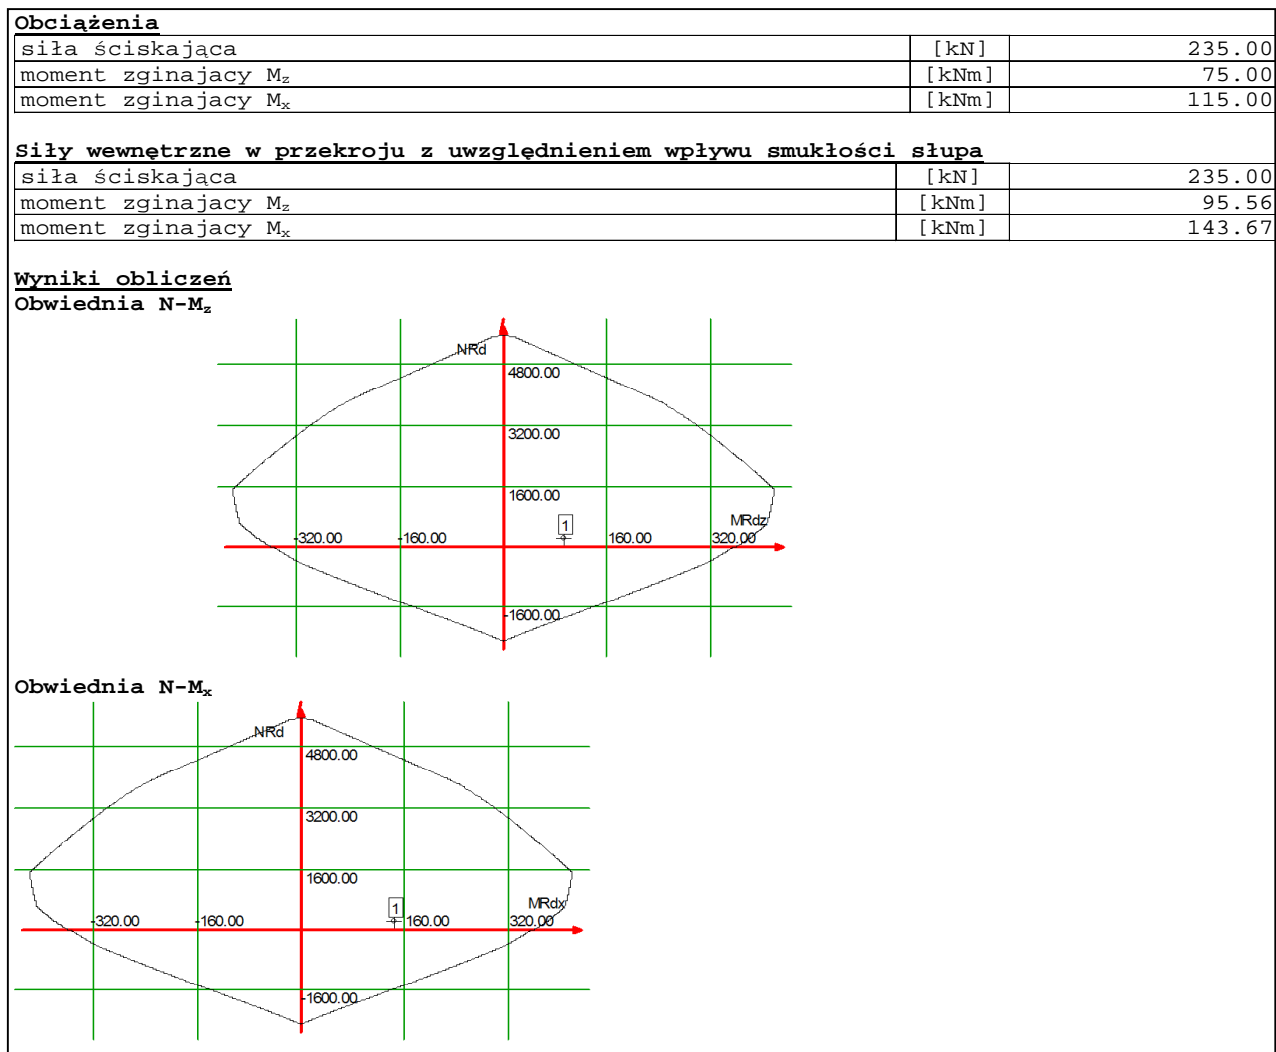 Obciążenia
siła ściskająca [kN] 235.00
moment zginajacy Mz [kNm] 75.00
moment zginajacy Mx [kNm] 115.00
Siły wewnętrzne w przekroju z uwzględnieniem wpływu smukłości słupa
siła ściskająca [kN] 235.00
moment zginajacy Mz [kNm] 95.56
moment zginajacy Mx [kNm] 143.67
Wyniki obliczeń
Obwiednia N-Mz
NRd
4800.00
3200.00
1600.00
1 MRdz
-320.00 -160.00 160.00 320.00
-1600.00
Obwiednia N-Mx
NRd
4800.00
3200.00
1600.00
1 MRdx
-320.00 -160.00 160.00 320.00
-1600.00